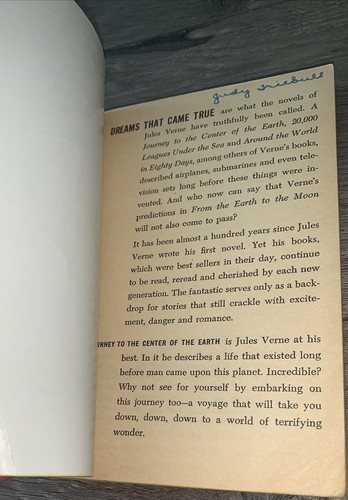 Judy
DREAMS THAT CAME TRUE are what the novels of
Jules Verne have truthfully been called. A
Journey to the Center of the Earth, 20,000
Leagues Under the Sea and Around the World
in Eighty Days, among others of Verne's books,
described airplanes, submarines and even tele-
vision sets long before these things were in-
vented. And who now can say that Verne's
predictions in From the Earth to the Moon
will not also come to pass?
It has been almost a hundred years since Jules
Verne wrote his first novel. Yet his books,
which were best sellers in their day, continue
to be read, reread and cherished by each new
generation. The fantastic serves only as a back-
drop for stories that still crackle with excite-
ment, danger and romance.
RNEY TO THE CENTER OF THE EARTH is Jules Verne at his
best. In it he describes a life that existed long
before man came upon this planet. Incredible?
Why not see for yourself by embarking on
this journey too—a voyage that will take you
down, down, down to a world of terrifying
wonder.